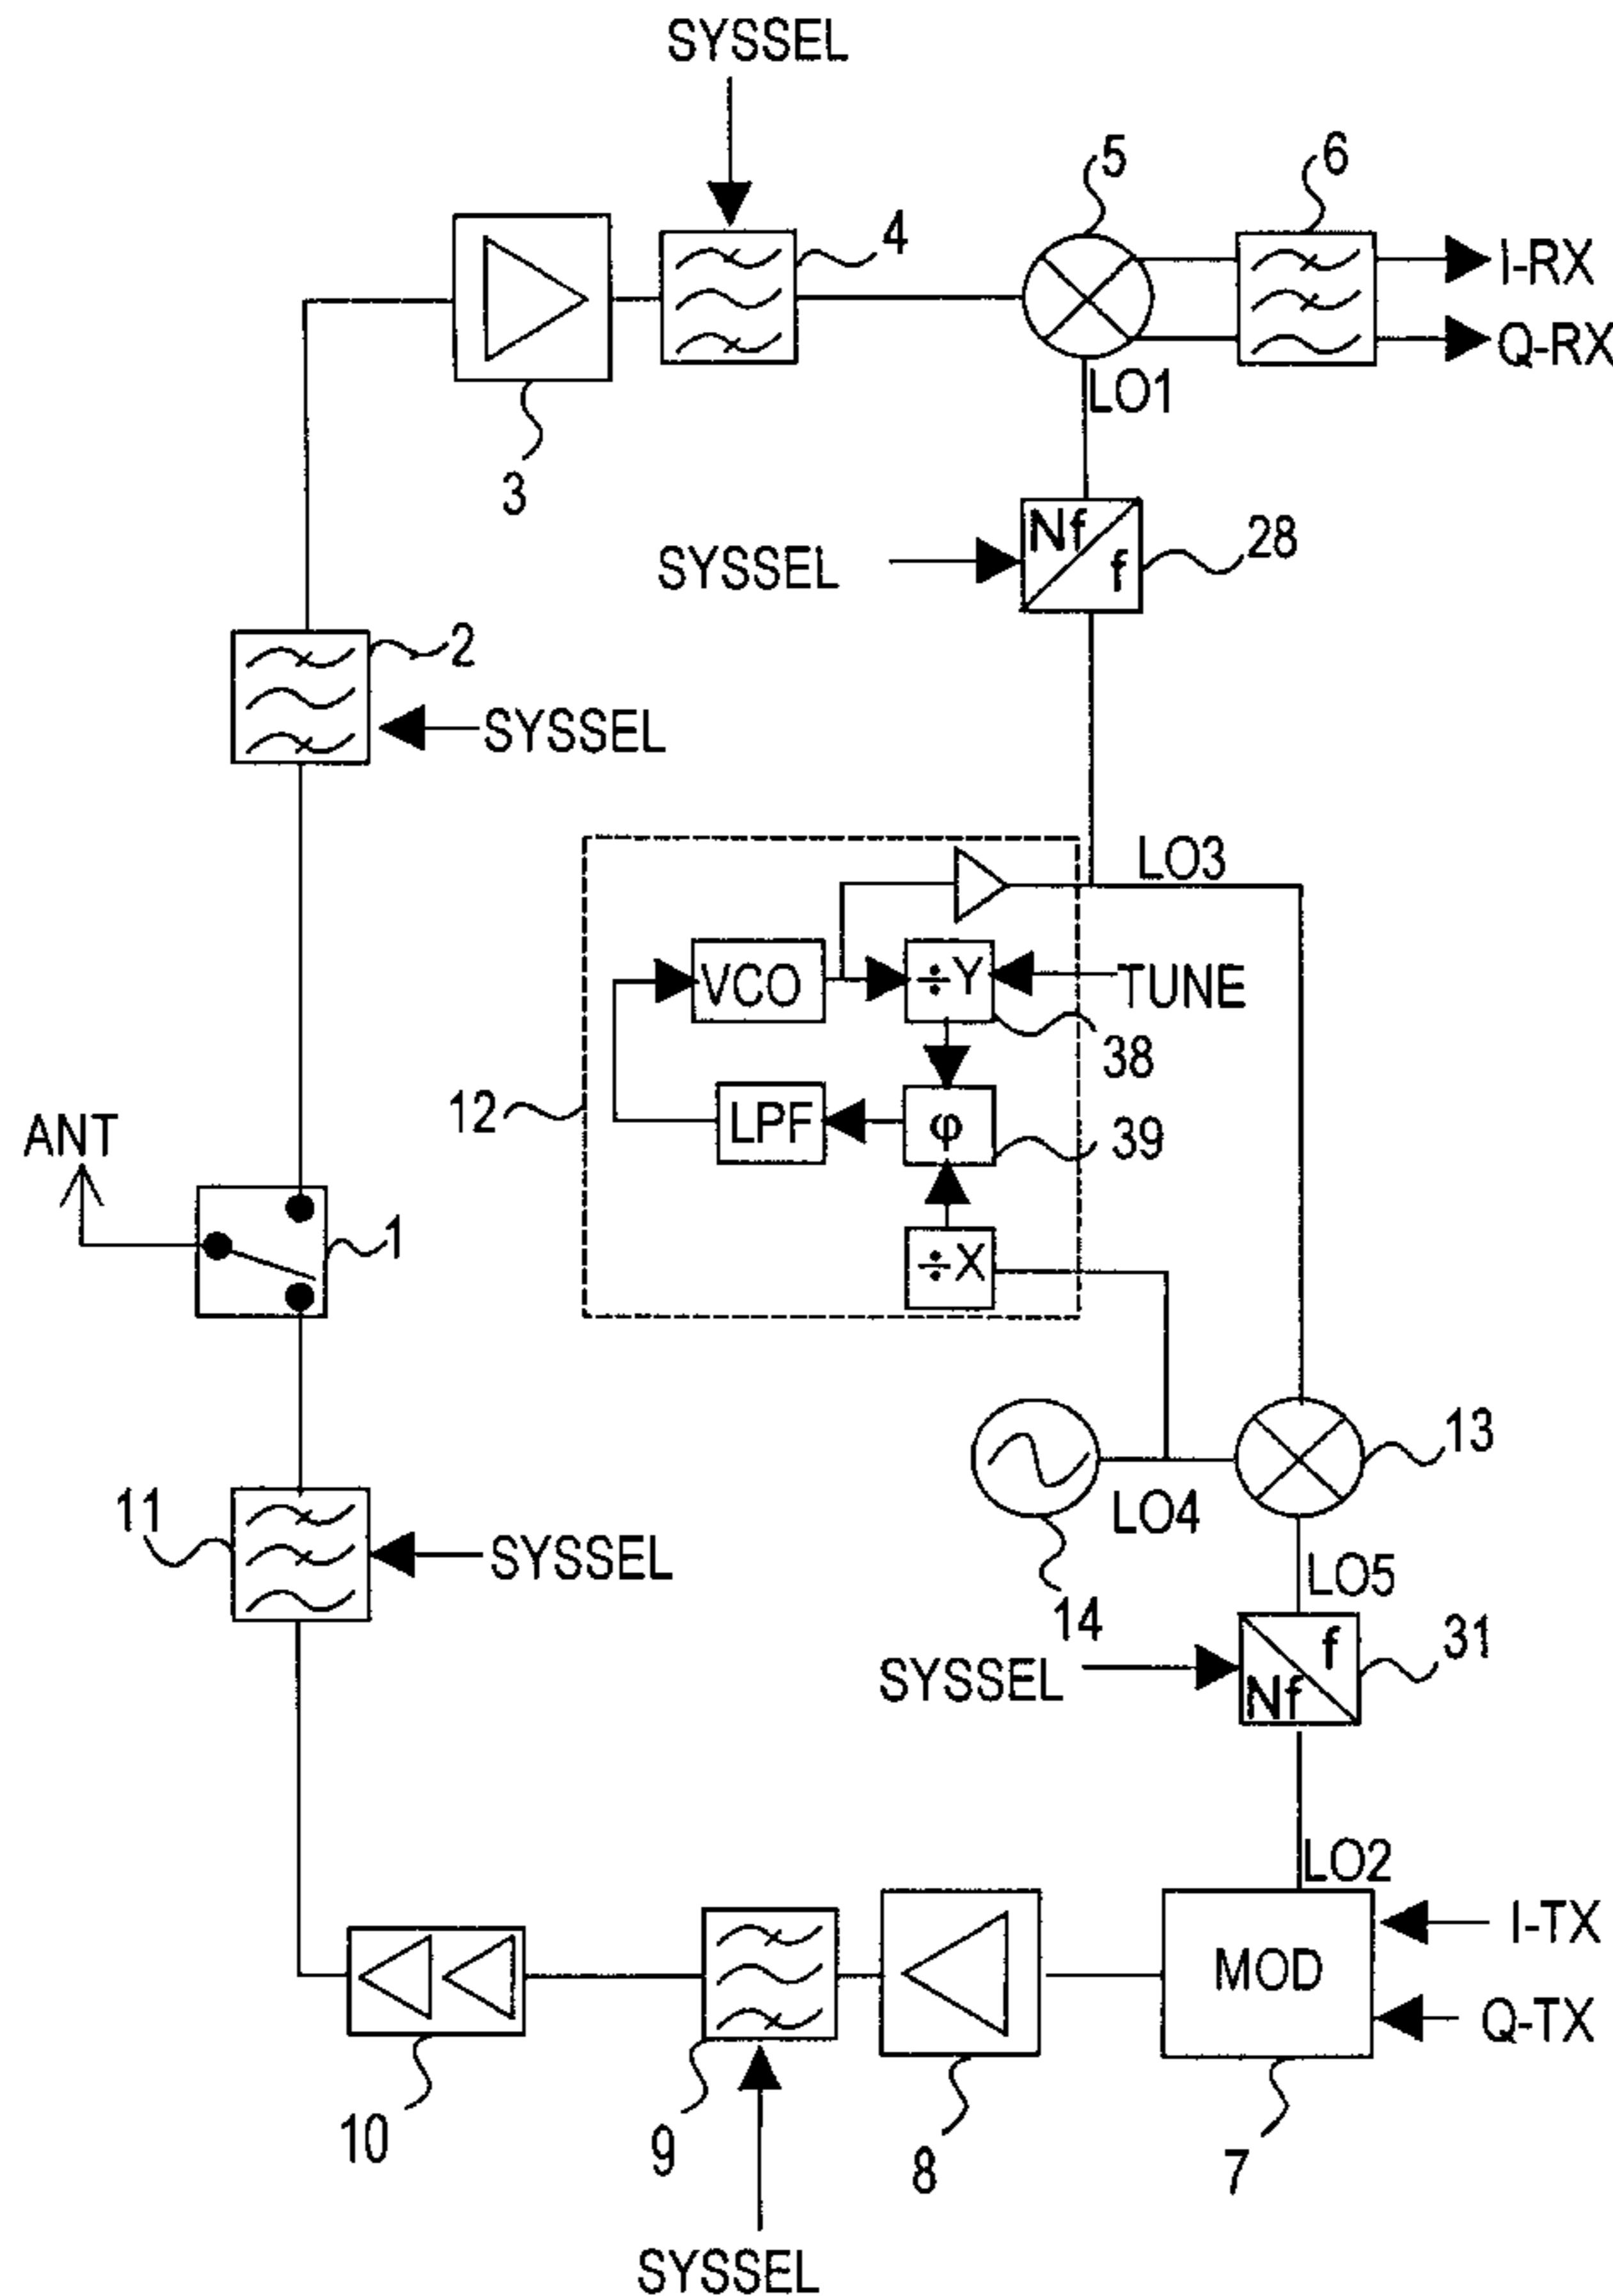 SYSSEL
5
6
4
I-RX
Q-RX
LO1
3
Nf
f
28
SYSSEL
2
SYSSEL
LO3
VCO
÷Y
TUNE
38
12
LPF
φ
39
ANT
1
÷X
13
LO4
11
SYSSEL
LO5
14
f
Nf
31
SYSSEL
LO2
I-TX
MOD
Q-TX
10
9
8
7
SYSSEL